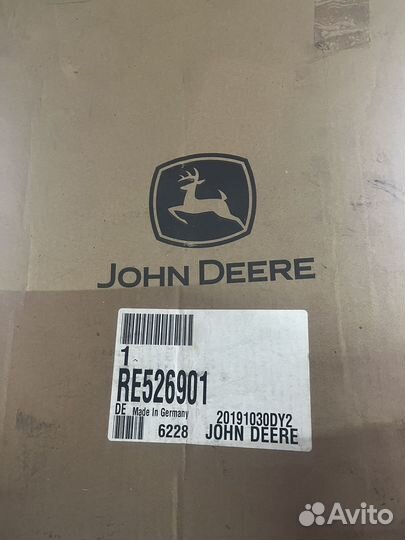 JOHN DEERE
1
RE526901
DE Made In Germany 20191030DY2
6228 JOHN DEERE
Avito